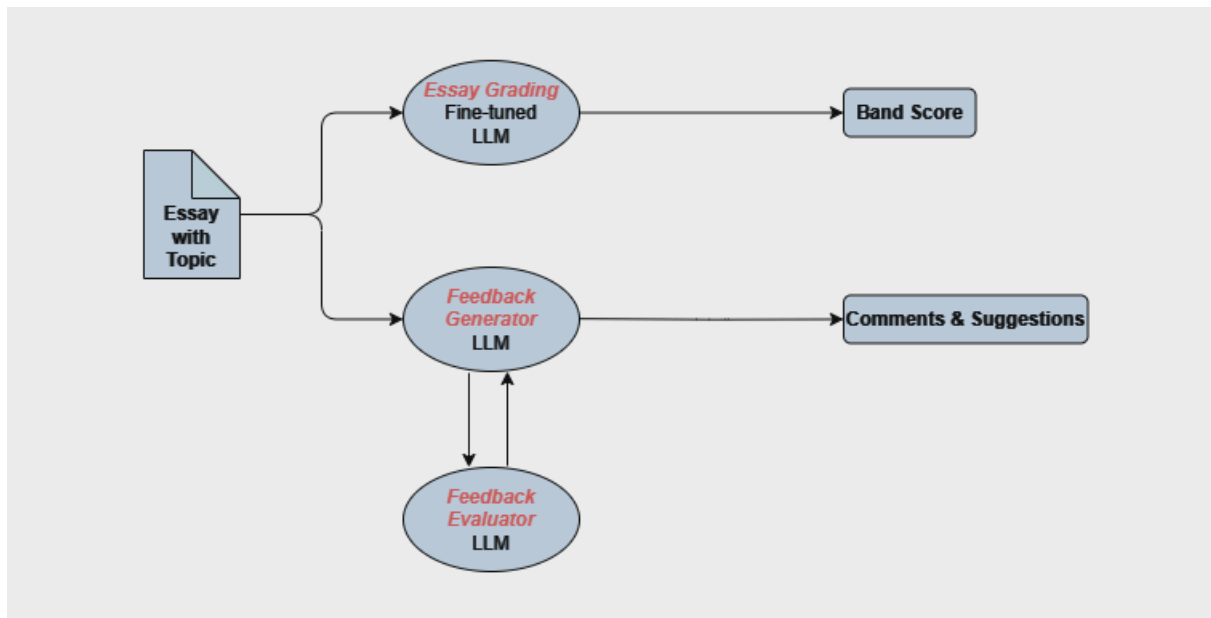 Essay Grading
Fine-tuned
LLM
Band Score
Essay
with
Topic
Feedback
Generator
LLM
Comments & Suggestions
Feedback
Evaluator
LLM